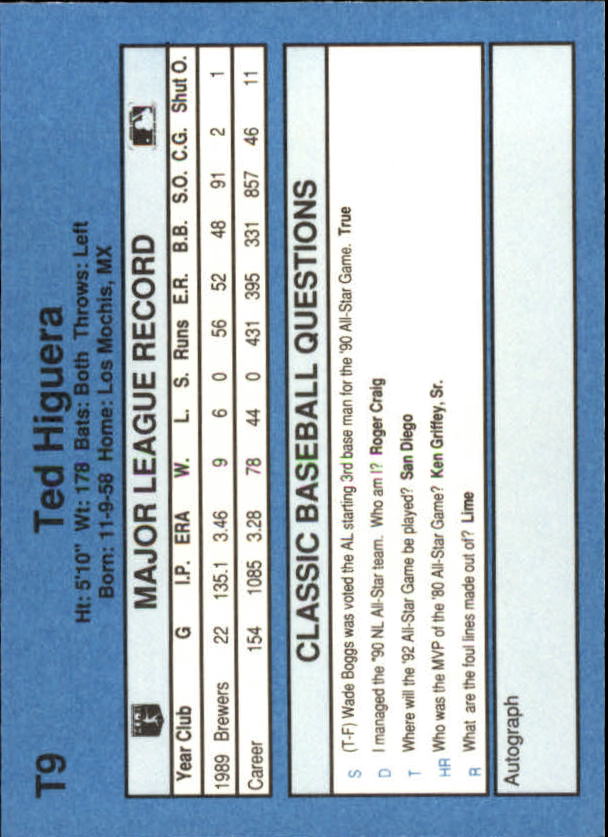 T9
Ted Higuera
Ht: 5'10" Wt: 178 Bats: Both Throws: Left
Born: 11-9-58 Home: Los Mochis, MX
MAJOR LEAGUE RECORD
Year Club G I.P. ERA W. L. S. Runs E.R. B.B. S.O. C.G. Shut O.
1989 Brewers 22 135.1 3.46 9 6 0 56 52 48 91 2 1
Career 154 1085 3.28 78 44 0 431 395 331 857 46 11
CLASSIC BASEBALL QUESTIONS
S (T-F) Wade Boggs was voted the AL starting 3rd base man for the '90 All-Star Game. True
D I managed the "90 NL All-Star team. Who am I? Roger Craig
T Where will the '92 All-Star Game be played? San Diego
HR Who was the MVP of the '80 All-Star Game? Ken Griffey, Sr.
R What are the foul lines made out of? Lime
Autograph